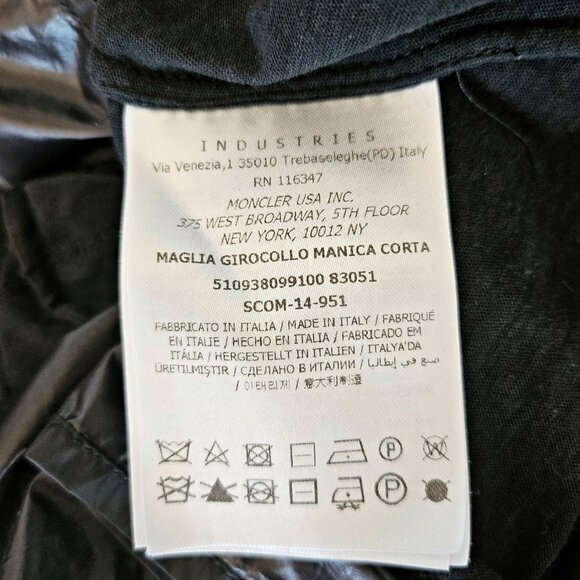 INDUSTRIES
Via Venezia,1 35010 Trebaseleghe(PD) Italy
RN 116347
MONCLER USA INC.
375 WEST BROADWAY, 5TH FLOOR
NEW YORK, 10012 NY
MAGLIA GIROCOLLO MANICA CORTA
510938099100 83051
SCOM-14-951
FABBRICATO IN ITALIA / MADE IN ITALY / FABRIQUÉ
EN ITALIE / HECHO EN ITALIA / FABRICADO EM
ITÁLIA / HERGESTELLT IN ITALIEN / ITALYA'DA
ÜRETILMIŞTIR / СДЕЛАНО В ИТАЛИИ / صنع في إيطاليا
/ 이태리제 / 意大利制造
P W
P